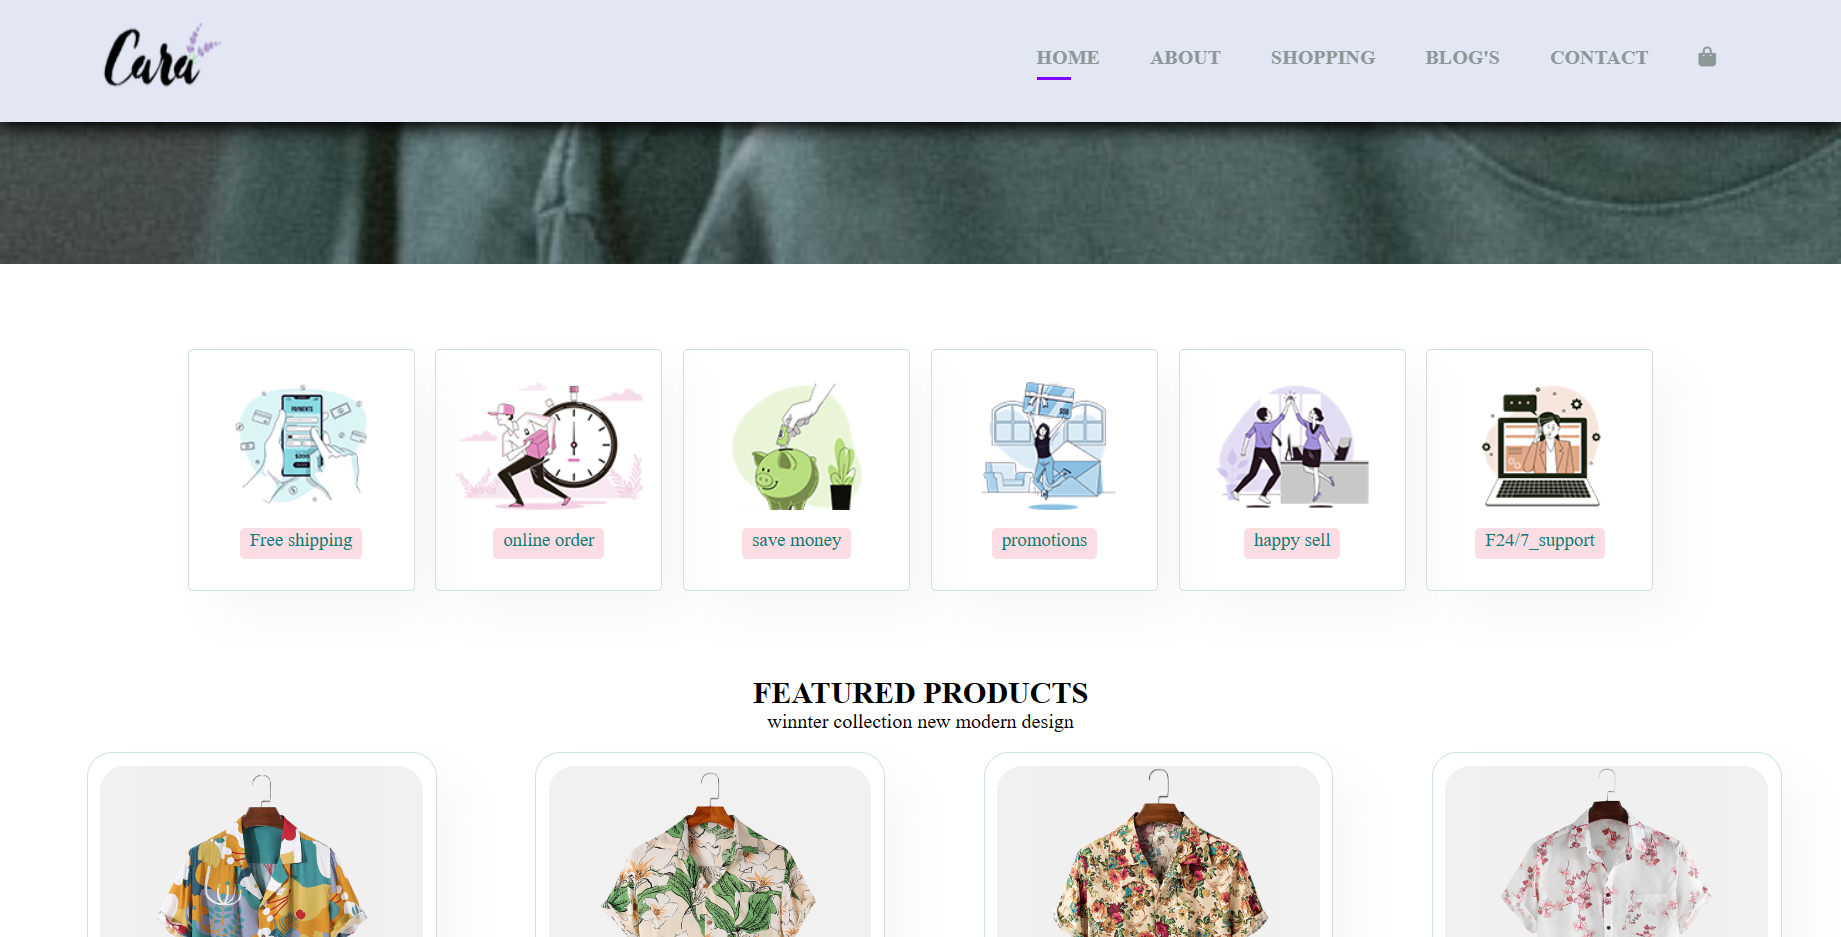 Cara
HOME ABOUT SHOPPING BLOG'S CONTACT
PAYMENTS
$200
$50
Free shipping online order save money promotions happy sell F24/7_support
FEATURED PRODUCTS
winnter collection new modern design